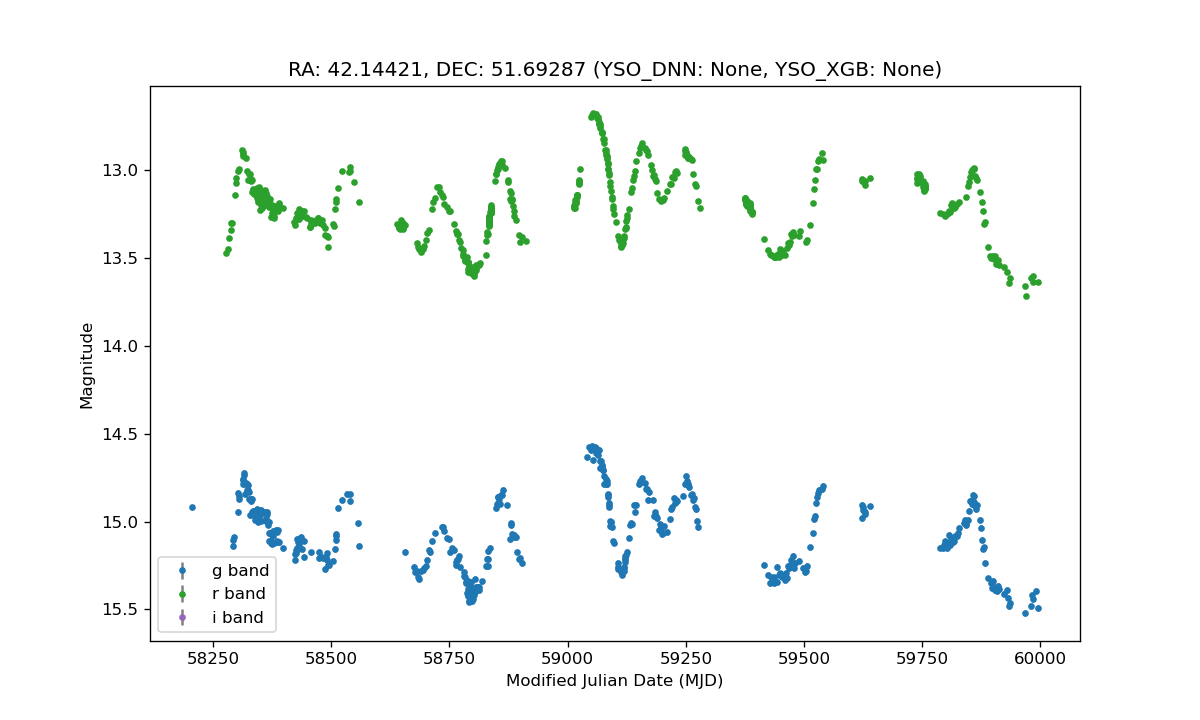 RA: 42.14421, DEC: 51.69287 (YSO_DNN: None, YSO_XGB: None)
Magnitude
13.0
13.5
14.0
14.5
15.0
15.5
g band
r band
i band
58250 58500 58750 59000 59250 59500 59750 60000
Modified Julian Date (MJD)